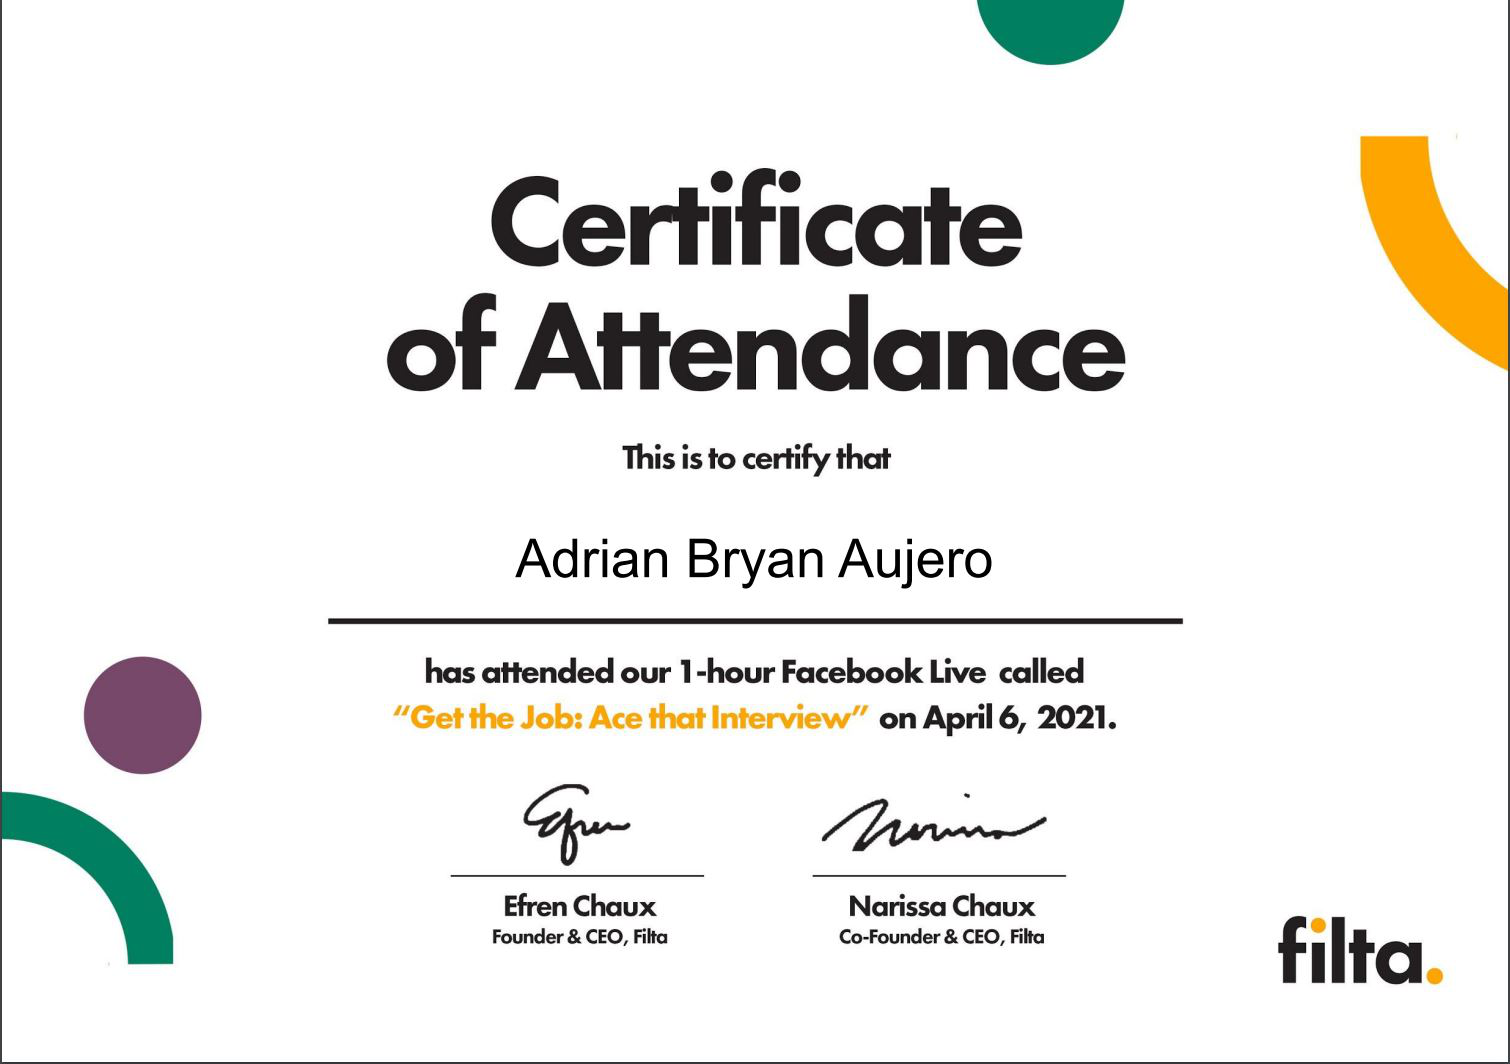 Certificate
of Attendance
This is to certify that
Adrian Bryan Aujero
has attended our 1-hour Facebook Live called
“Get the Job: Ace that Interview” on April 6, 2021.
Efren
Narissa
Efren Chaux
Founder & CEO, Filta
Narissa Chaux
Co-Founder & CEO, Filta
filta.